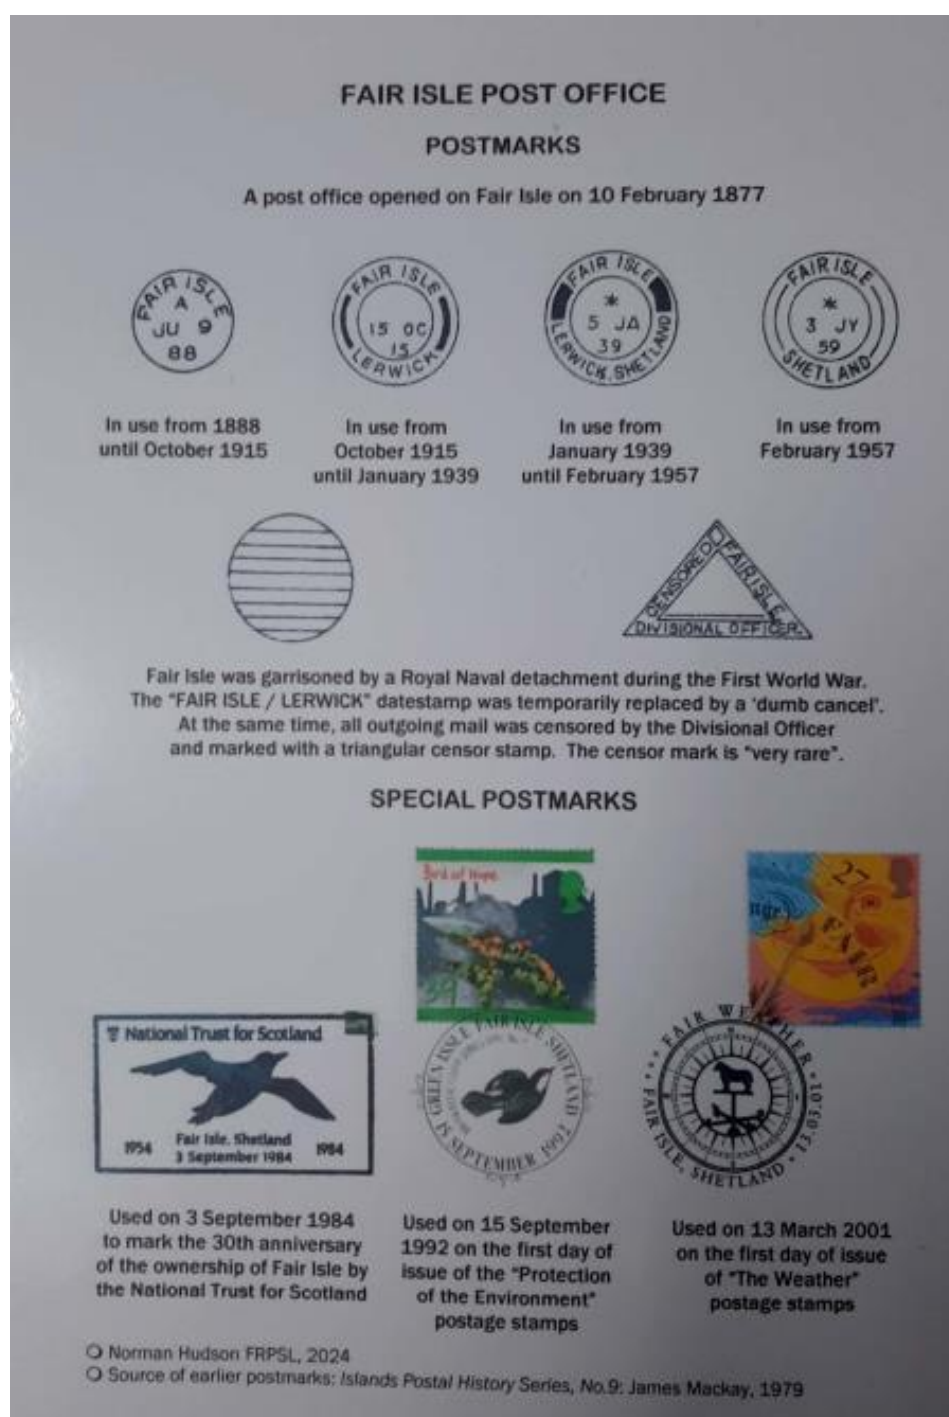 FAIR ISLE POST OFFICE
POSTMARKS
A post office opened on Fair Isle on 10 February 1877
FAIR ISLE
A
JU 9
88
FAIR ISLE
15 OC
15
LERWICK
FAIR ISLE
*
5 JA
39
LERWICK, SHETLAND
FAIR ISLE
*
3 JY
59
SHETLAND
In use from 1888
until October 1915
In use from
October 1915
until January 1939
In use from
January 1939
until February 1957
In use from
February 1957
CENSORED
FAIR ISLE
DIVISIONAL OFFICER.
Fair Isle was garrisoned by a Royal Naval detachment during the First World War.
The "FAIR ISLE / LERWICK" datestamp was temporarily replaced by a 'dumb cancel'.
At the same time, all outgoing mail was censored by the Divisional Officer
and marked with a triangular censor stamp. The censor mark is "very rare".
SPECIAL POSTMARKS
Bird of Hope
39
27
FAIR
National Trust for Scotland
1954
Fair Isle, Shetland
3 September 1984
1984
GREEN ISSUE FAIR ISLE SHETLAND
15 SEPTEMBER 1992
*** FAIR WEATHER •
FAIR ISLE, SHETLAND • 13.03.01
Used on 3 September 1984
to mark the 30th anniversary
of the ownership of Fair Isle by
the National Trust for Scotland
Used on 15 September
1992 on the first day of
issue of the "Protection
of the Environment"
postage stamps
Used on 13 March 2001
on the first day of issue
of "The Weather"
postage stamps
❍ Norman Hudson FRPSL, 2024
❍ Source of earlier postmarks: Islands Postal History Series, No.9: James Mackay, 1979